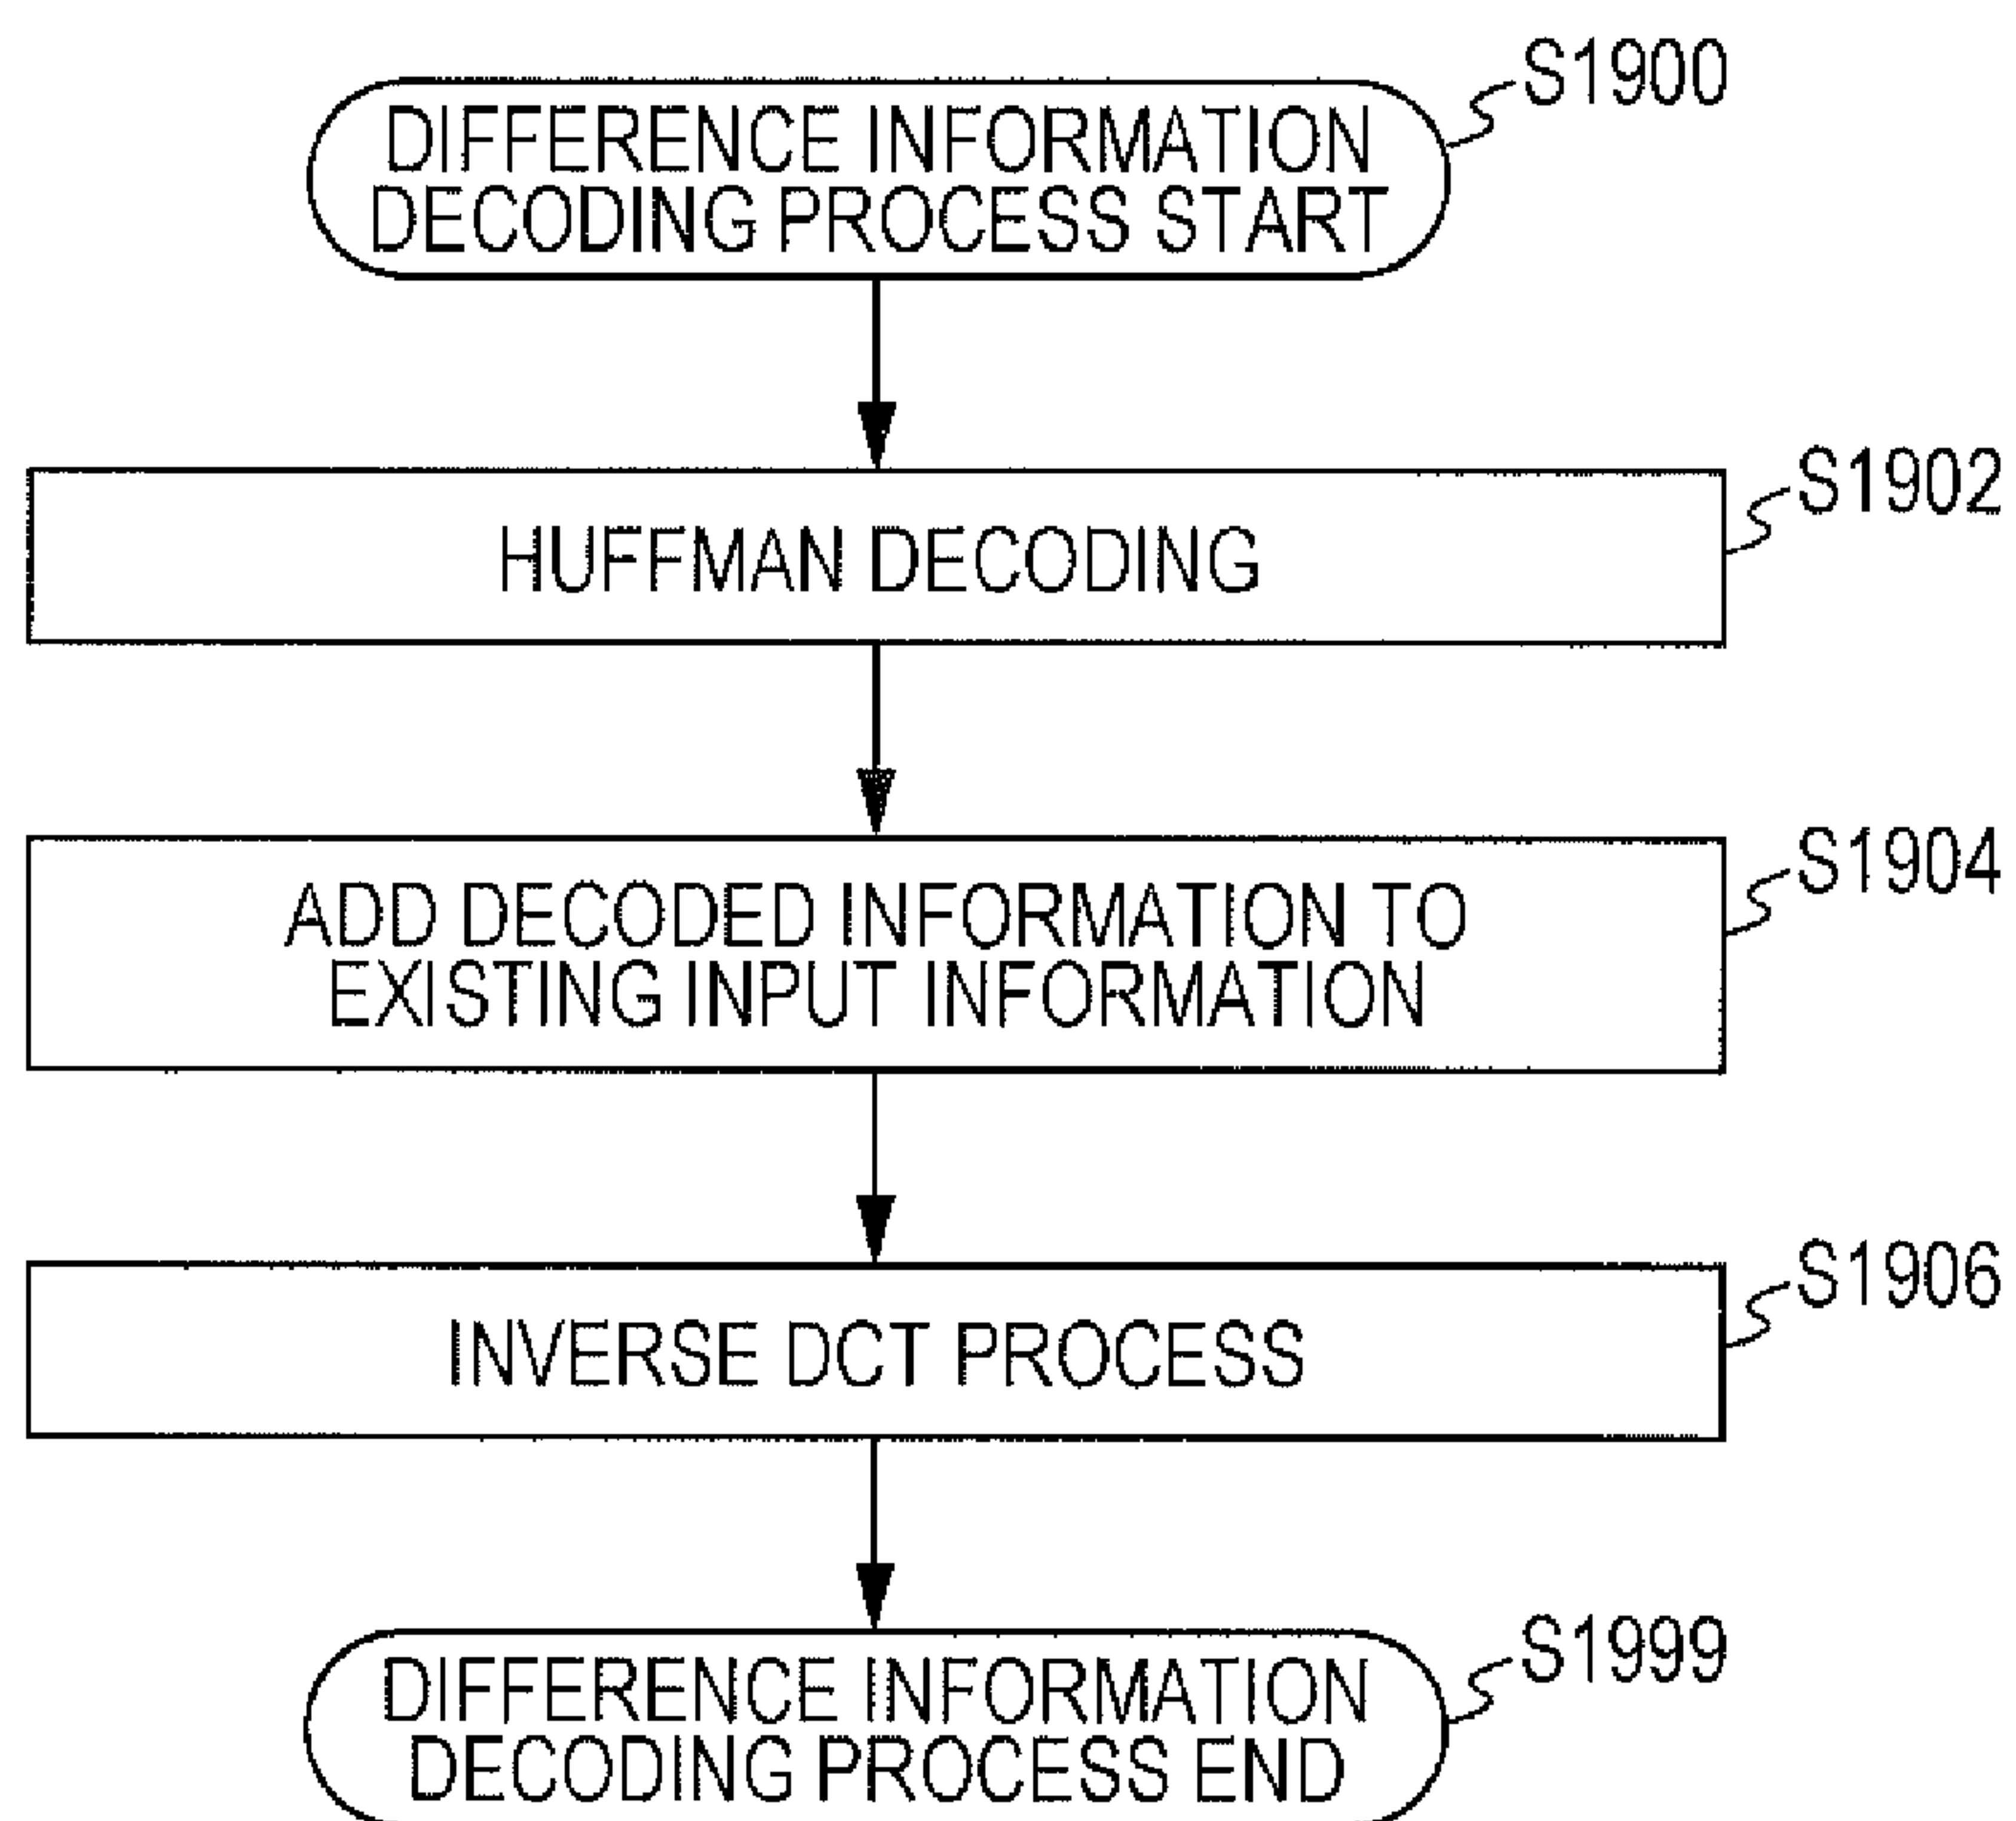 S1900
DIFFERENCE INFORMATION
DECODING PROCESS START
S1902
HUFFMAN DECODING
S1904
ADD DECODED INFORMATION TO
EXISTING INPUT INFORMATION
S1906
INVERSE DCT PROCESS
S1999
DIFFERENCE INFORMATION
DECODING PROCESS END